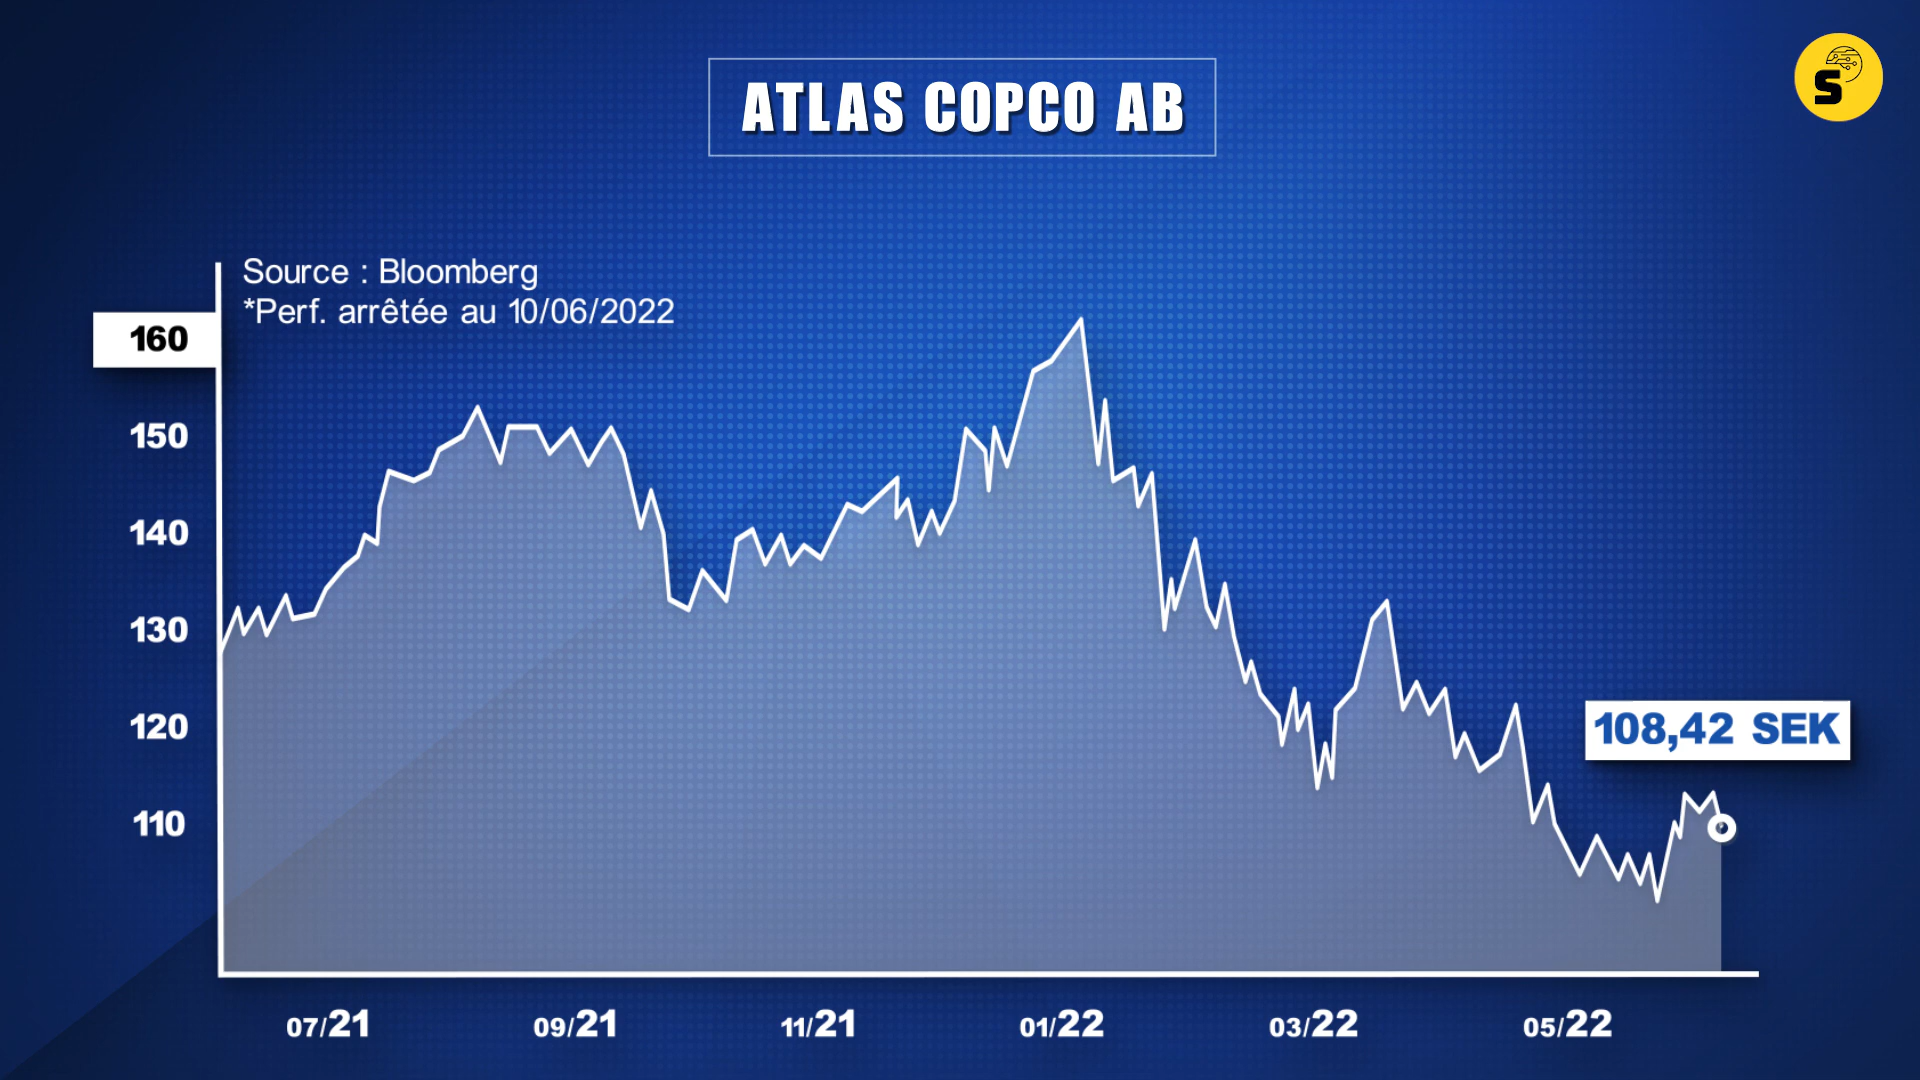 ATLAS COPCO AB
S
Source : Bloomberg
*Perf. arrêtée au 10/06/2022
160
150
140
130
120
110
108,42 SEK
07/21 09/21 11/21 01/22 03/22 05/22